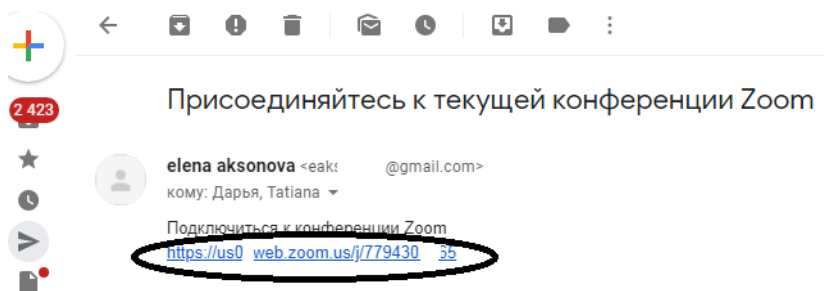 2 423
Присоединяйтесь к текущей конференции Zoom
elena aksonova <eak @gmail.com>
кому: Дарья, Tatiana
Подключиться к конференции Zoom
https://us0 web.zoom.us/j/779430 55